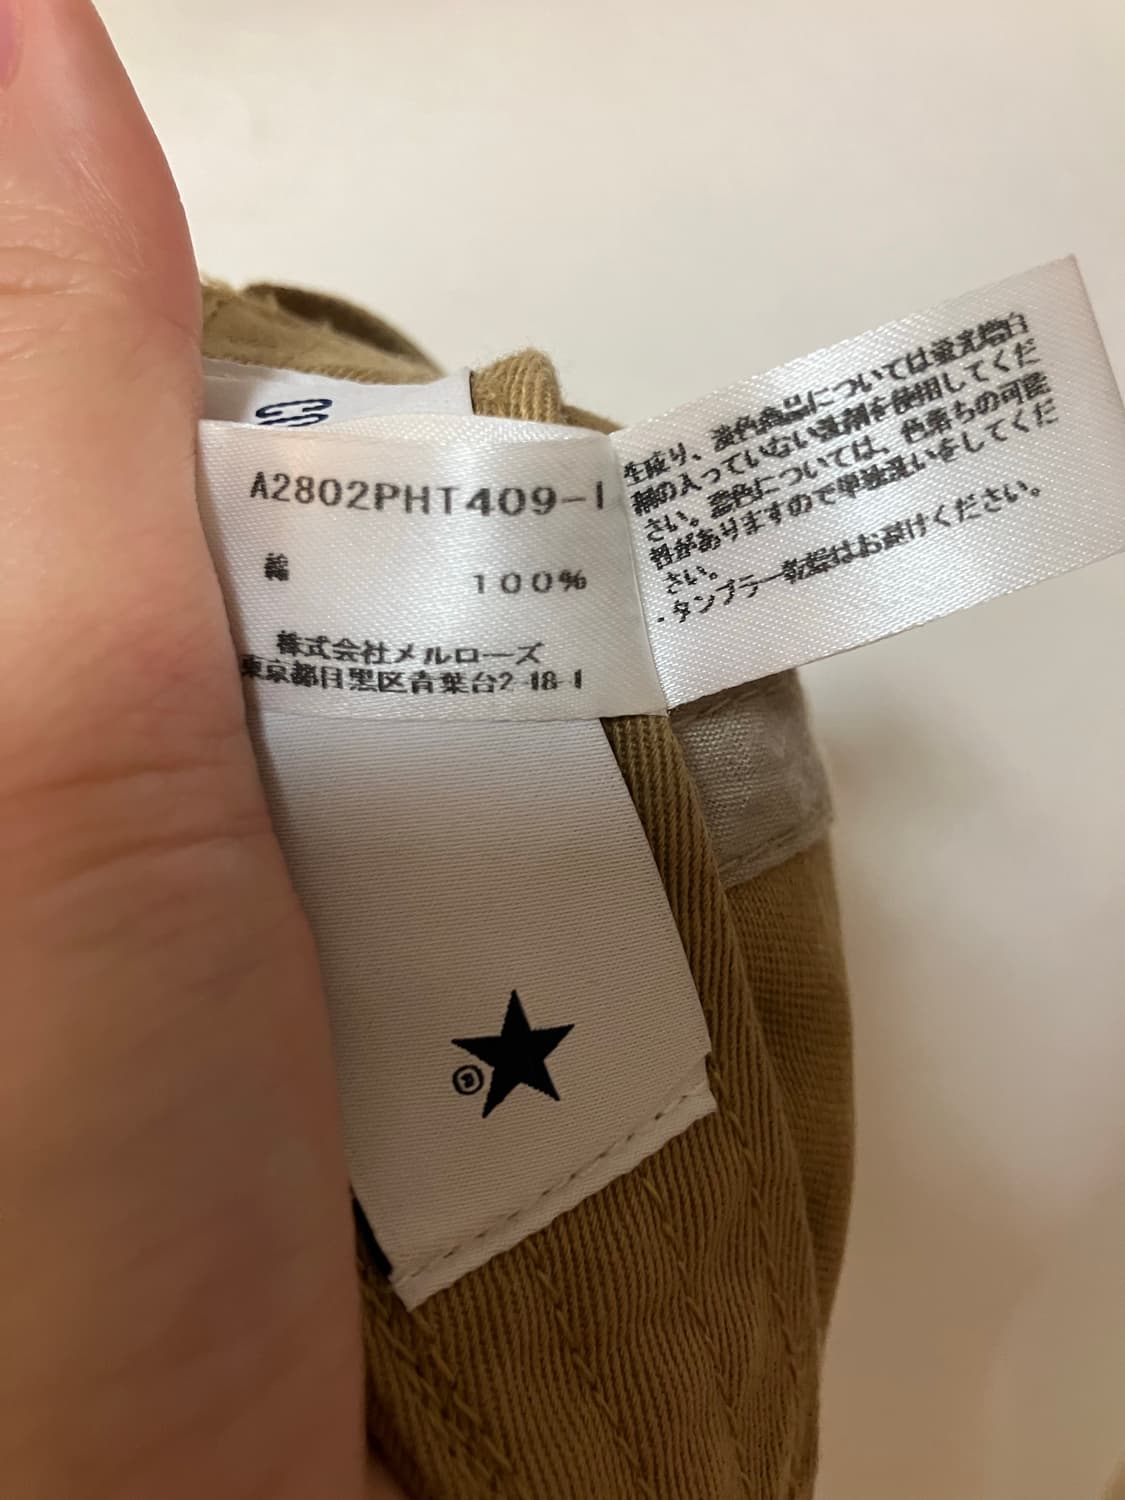 A2802PHT409-1
綿 100%
株式会社メルローズ
東京都目黒区青葉台2-18-1
生成り、淡色商品については蛍光増白
剤の入っていない洗剤を使用してくだ
さい。濃色については、色落ちの可能
性がありますので単独洗いをしてくだ
さい。
・タンブラー乾燥はお避けください。
®